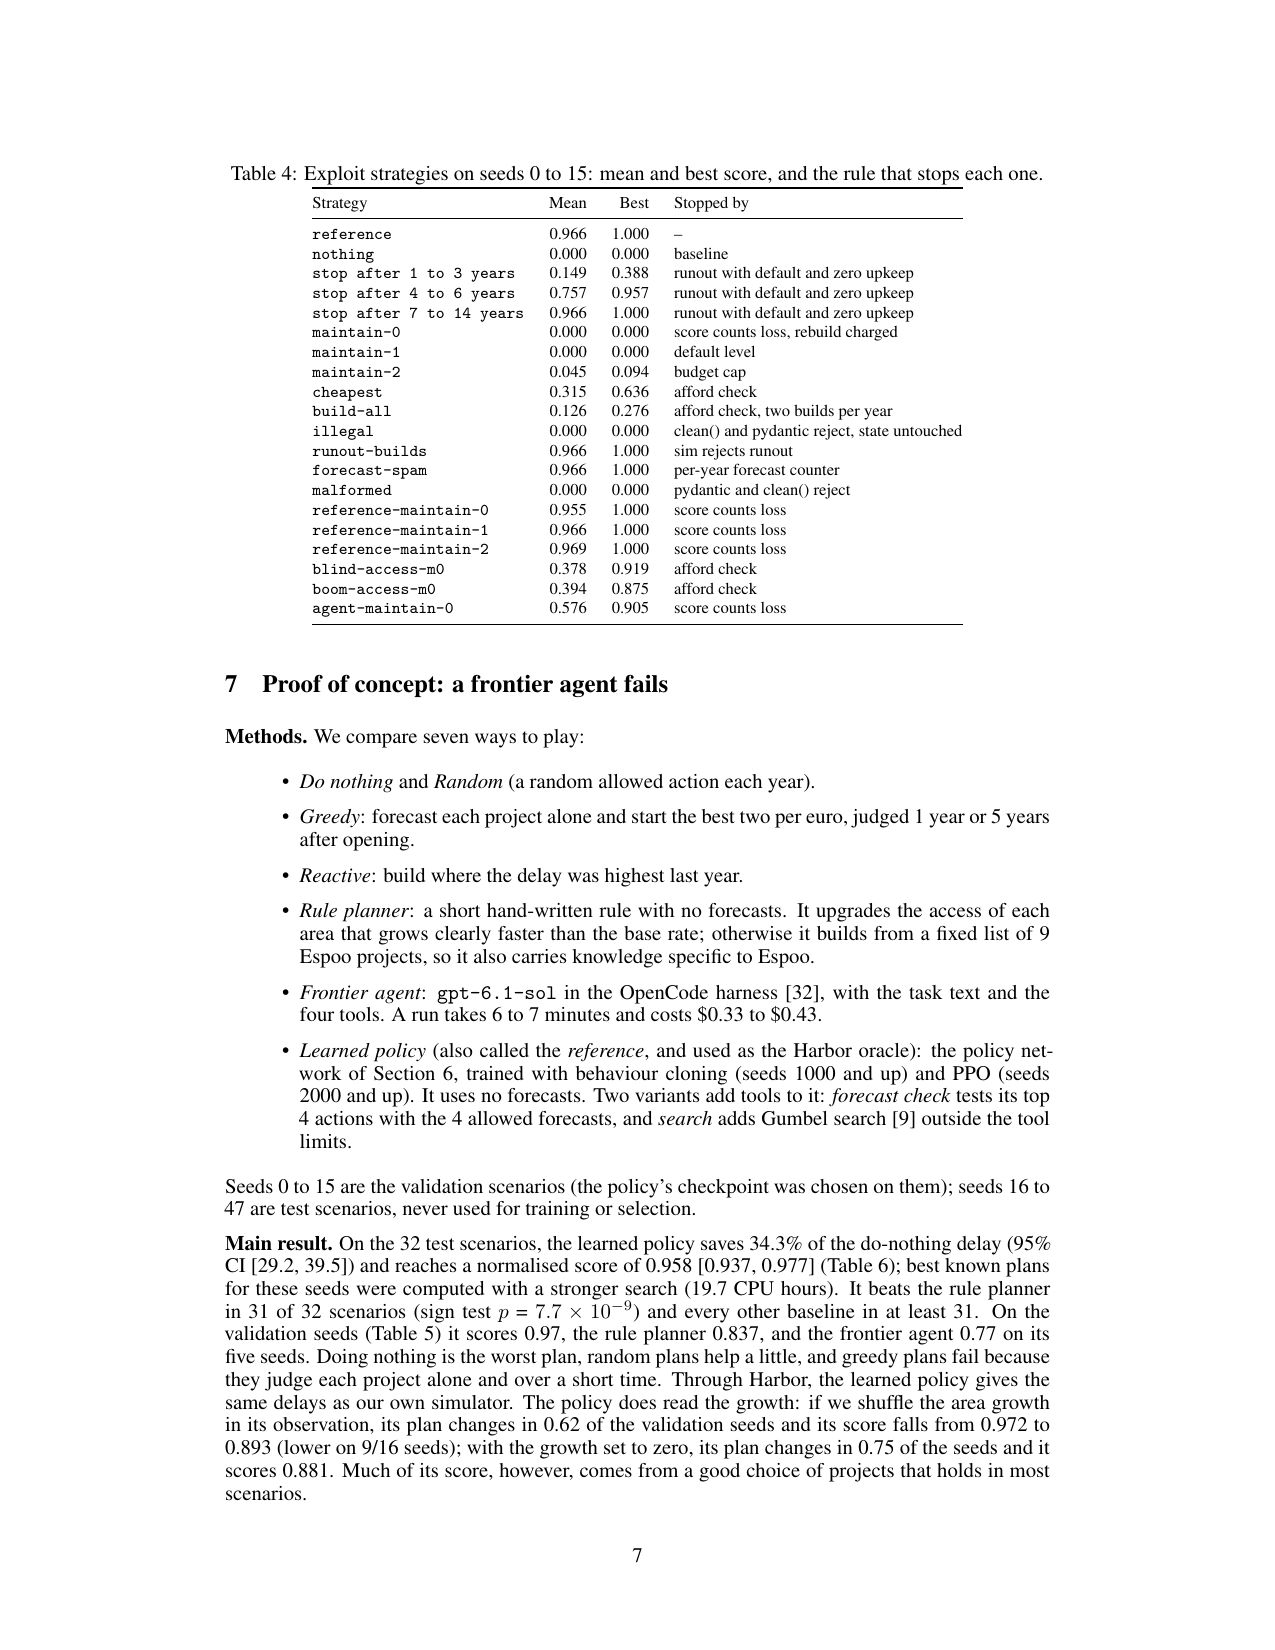 Table 4: Exploit strategies on seeds 0 to 15: mean and best score, and the rule that stops each one.
Strategy Mean Best Stopped by
reference 0.966 1.000 –
nothing 0.000 0.000 baseline
stop after 1 to 3 years 0.149 0.388 runout with default and zero upkeep
stop after 4 to 6 years 0.757 0.957 runout with default and zero upkeep
stop after 7 to 14 years 0.966 1.000 runout with default and zero upkeep
maintain-0 0.000 0.000 score counts loss, rebuild charged
maintain-1 0.000 0.000 default level
maintain-2 0.045 0.094 budget cap
cheapest 0.315 0.636 afford check
build-all 0.126 0.276 afford check, two builds per year
illegal 0.000 0.000 clean() and pydantic reject, state untouched
runout-builds 0.966 1.000 sim rejects runout
forecast-spam 0.966 1.000 per-year forecast counter
malformed 0.000 0.000 pydantic and clean() reject
reference-maintain-0 0.955 1.000 score counts loss
reference-maintain-1 0.966 1.000 score counts loss
reference-maintain-2 0.969 1.000 score counts loss
blind-access-m0 0.378 0.919 afford check
boom-access-m0 0.394 0.875 afford check
agent-maintain-0 0.576 0.905 score counts loss
7 Proof of concept: a frontier agent fails
Methods. We compare seven ways to play:
• Do nothing and Random (a random allowed action each year).
• Greedy: forecast each project alone and start the best two per euro, judged 1 year or 5 years
after opening.
• Reactive: build where the delay was highest last year.
• Rule planner: a short hand-written rule with no forecasts. It upgrades the access of each
area that grows clearly faster than the base rate; otherwise it builds from a fixed list of 9
Espoo projects, so it also carries knowledge specific to Espoo.
• Frontier agent: gpt-6.1-sol in the OpenCode harness [32], with the task text and the
four tools. A run takes 6 to 7 minutes and costs $0.33 to $0.43.
• Learned policy (also called the reference, and used as the Harbor oracle): the policy net-
work of Section 6, trained with behaviour cloning (seeds 1000 and up) and PPO (seeds
2000 and up). It uses no forecasts. Two variants add tools to it: forecast check tests its top
4 actions with the 4 allowed forecasts, and search adds Gumbel search [9] outside the tool
limits.
Seeds 0 to 15 are the validation scenarios (the policy's checkpoint was chosen on them); seeds 16 to
47 are test scenarios, never used for training or selection.
Main result. On the 32 test scenarios, the learned policy saves 34.3% of the do-nothing delay (95%
CI [29.2, 39.5]) and reaches a normalised score of 0.958 [0.937, 0.977] (Table 6); best known plans
for these seeds were computed with a stronger search (19.7 CPU hours). It beats the rule planner
in 31 of 32 scenarios (sign test p = 7.7 × 10⁻⁹) and every other baseline in at least 31. On the
validation seeds (Table 5) it scores 0.97, the rule planner 0.837, and the frontier agent 0.77 on its
five seeds. Doing nothing is the worst plan, random plans help a little, and greedy plans fail because
they judge each project alone and over a short time. Through Harbor, the learned policy gives the
same delays as our own simulator. The policy does read the growth: if we shuffle the area growth
in its observation, its plan changes in 0.62 of the validation seeds and its score falls from 0.972 to
0.893 (lower on 9/16 seeds); with the growth set to zero, its plan changes in 0.75 of the seeds and it
scores 0.881. Much of its score, however, comes from a good choice of projects that holds in most
scenarios.
7